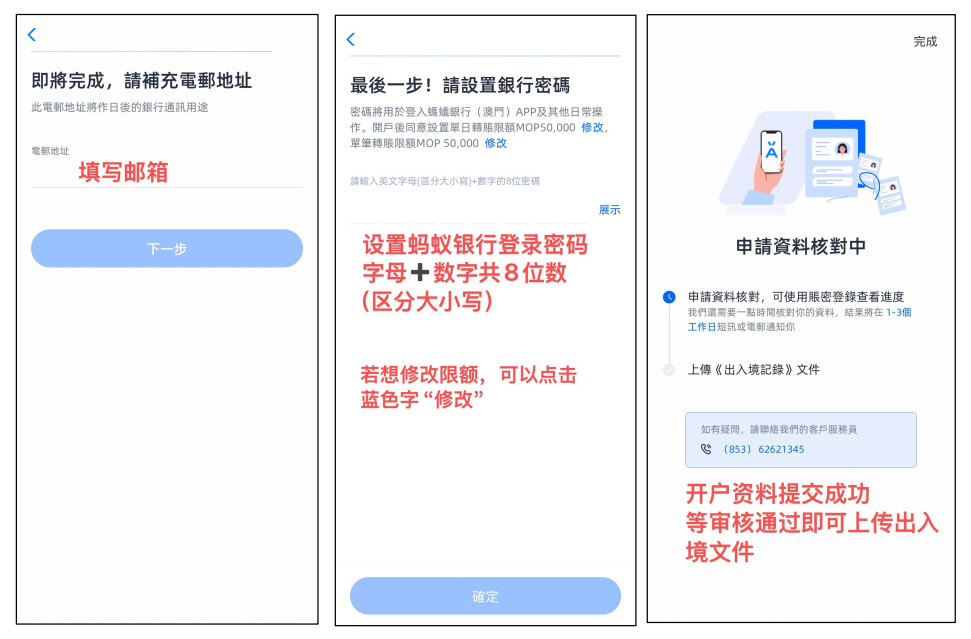 即將完成，請補充電郵地址
此電郵地址將作日後的銀行通訊用途
電郵地址
填写邮箱
下一步
最後一步！請設置銀行密碼
密碼將用於登入螞蟻銀行（澳門）APP及其他日常操
作。開戶後同意設置單日轉賬限額MOP50,000 修改，
單筆轉賬限額MOP 50,000 修改
請輸入英文字母(區分大小寫)+數字的8位密碼
展示
设置蚂蚁银行登录密码
字母➕数字共８位数
（区分大小写）
若想修改限额，可以点击
蓝色字“修改”
確定
完成
申請資料核對中
申請資料核對，可使用賬密登錄查看進度
我們還需要一點時間核對你的資料，結果將在 1-3個
工作日短訊或電郵通知你
上傳《出入境記錄》文件
如有疑問，請聯絡我們的客戶服務員
（853）62621345
开户资料提交成功
等审核通过即可上传出入
境文件